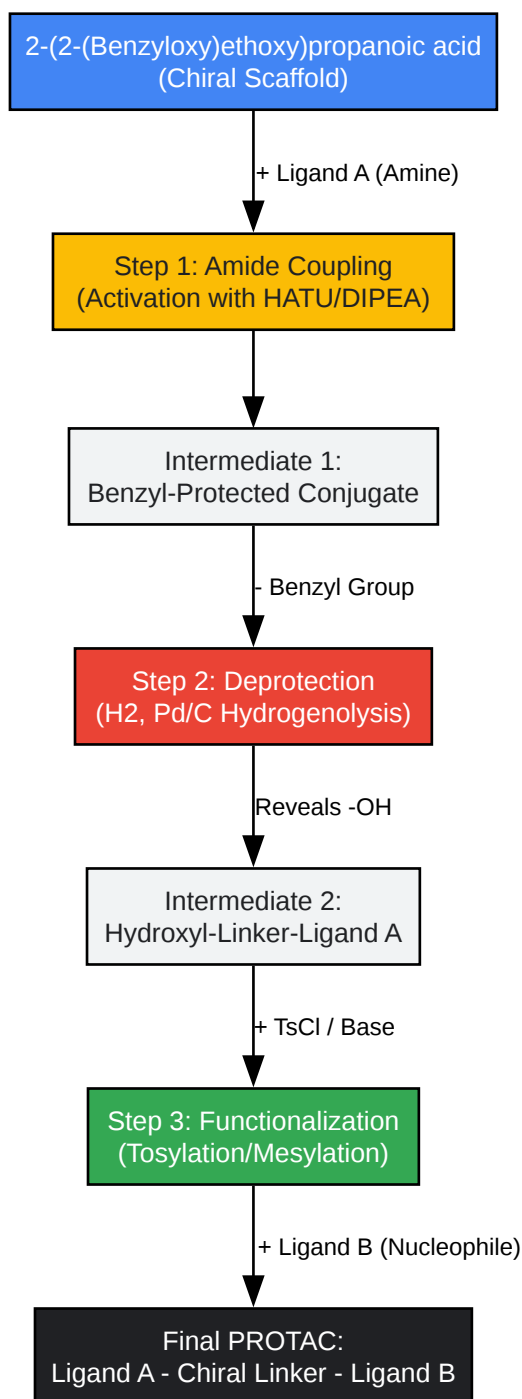 2-(2-(Benzyloxy)ethoxy)propanoic acid
(Chiral Scaffold)
+ Ligand A (Amine)
Step 1: Amide Coupling
(Activation with HATU/DIPEA)
Intermediate 1:
Benzyl-Protected Conjugate
- Benzyl Group
Step 2: Deprotection
(H2, Pd/C Hydrogenolysis)
Reveals -OH
Intermediate 2:
Hydroxyl-Linker-Ligand A
+ TsCl / Base
Step 3: Functionalization
(Tosylation/Mesylation)
+ Ligand B (Nucleophile)
Final PROTAC:
Ligand A - Chiral Linker - Ligand B